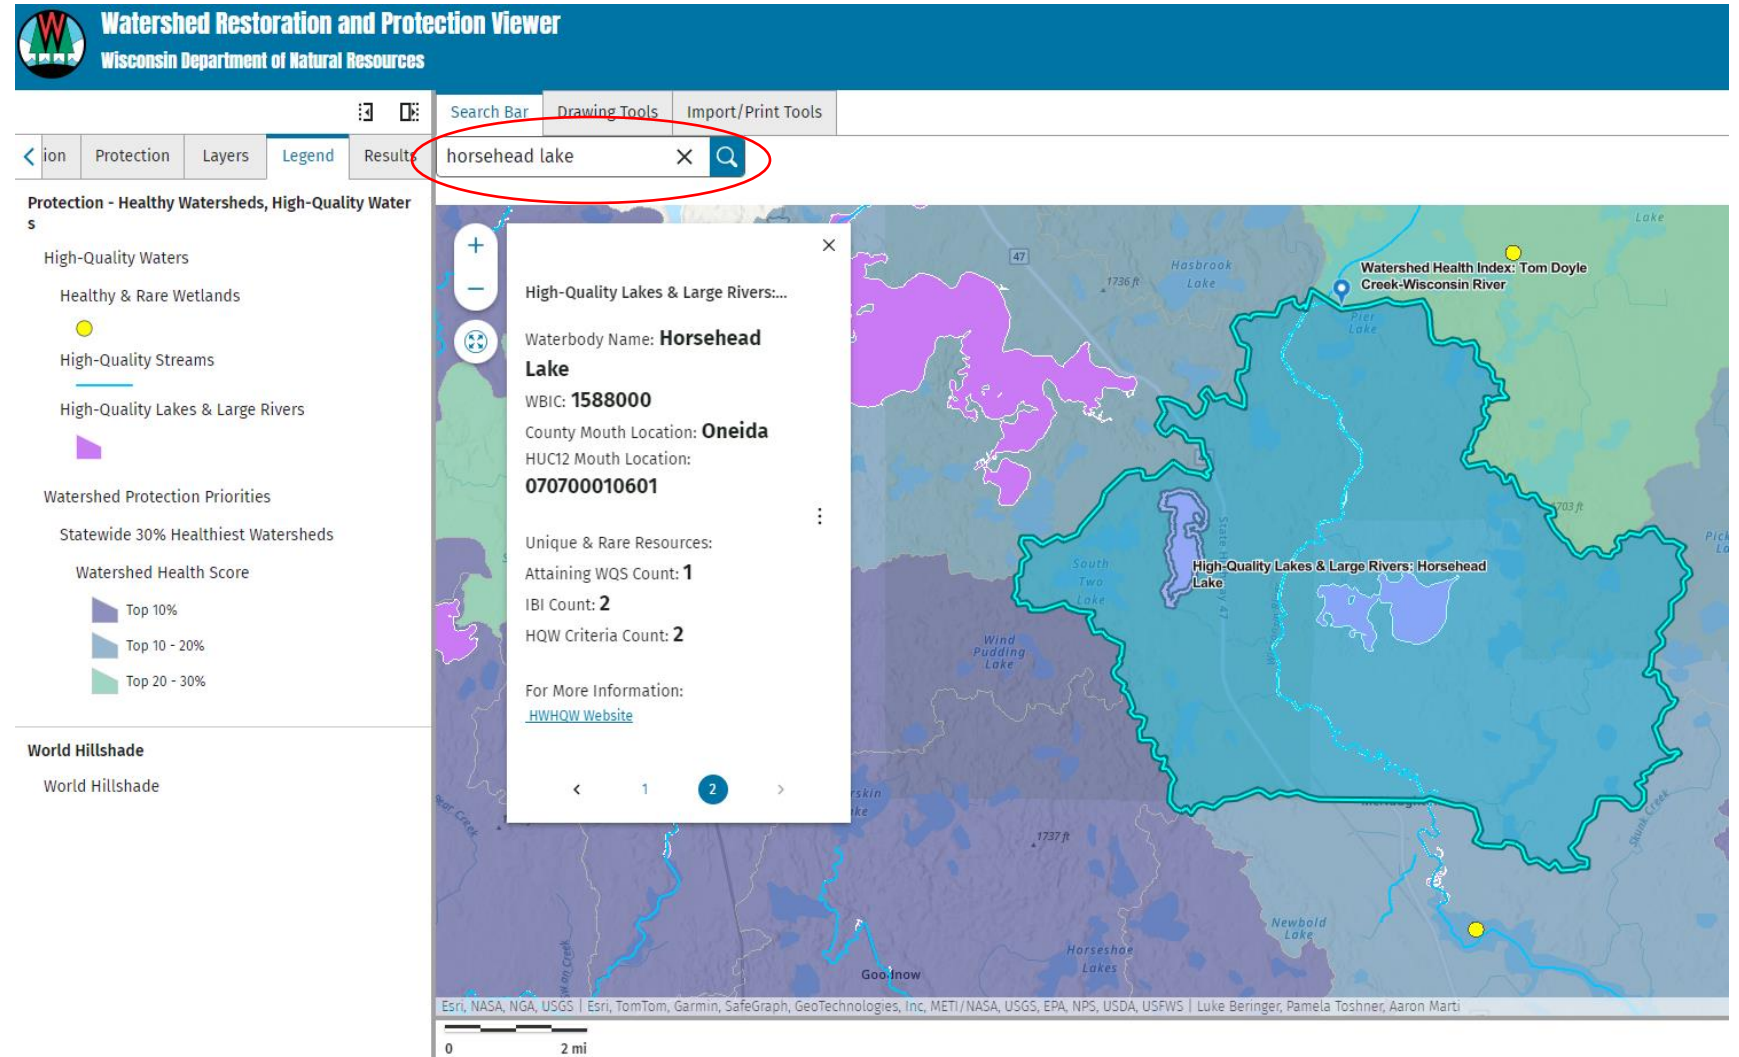 Watershed Restoration and Protection Viewer
Wisconsin Department of Natural Resources
Search Bar
Drawing Tools
Import/Print Tools
ion
Protection
Layers
Legend
Results
horsehead lake
Protection - Healthy Watersheds, High-Quality Water
s
High-Quality Waters
Healthy & Rare Wetlands
High-Quality Streams
High-Quality Lakes & Large Rivers
Watershed Protection Priorities
Statewide 30% Healthiest Watersheds
Watershed Health Score
Top 10%
Top 10 - 20%
Top 20 - 30%
World Hillshade
World Hillshade
+
−
High-Quality Lakes & Large Rivers:...
Waterbody Name: Horsehead
Lake
WBIC: 1588000
County Mouth Location: Oneida
HUC12 Mouth Location:
070700010601
Unique & Rare Resources:
Attaining WQS Count: 1
IBI Count: 2
HQW Criteria Count: 2
For More Information:
HWHQW Website
1
2
47
1736 ft
Hasbrook
Lake
Lake
Watershed Health Index: Tom Doyle
Creek-Wisconsin River
Pier
Lake
1703 ft
Pick
State Highway 47
South
Two
Lake
High-Quality Lakes & Large Rivers: Horsehead
Lake
Wind
Pudding
Lake
rskin
ke
1737 ft
Skunk Creek
Newbold
Lake
Horseshoe
Lakes
Goodnow
Esri, NASA, NGA, USGS | Esri, TomTom, Garmin, SafeGraph, GeoTechnologies, Inc, METI/NASA, USGS, EPA, NPS, USDA, USFWS | Luke Beringer, Pamela Toshner, Aaron Marti
0
2 mi